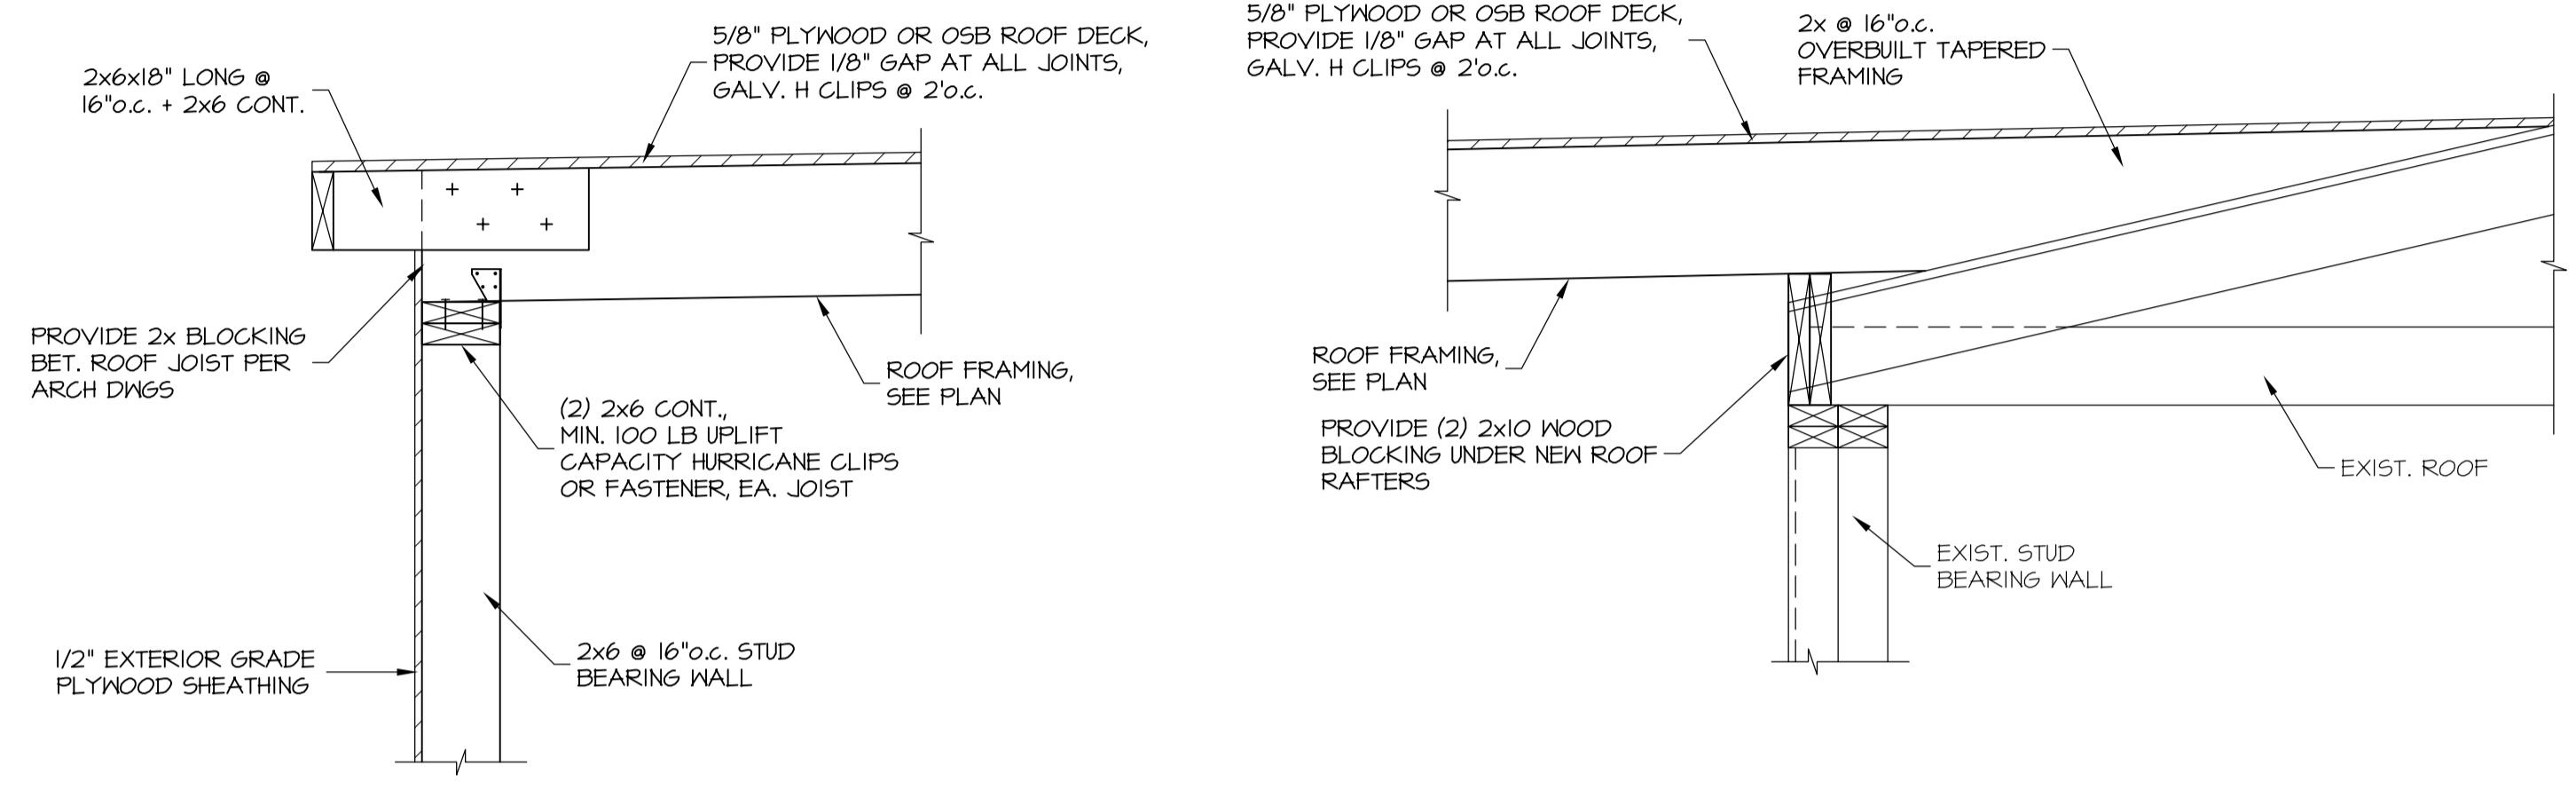 2x6x18" LONG @
16"o.c. + 2x6 CONT.
5/8" PLYWOOD OR OSB ROOF DECK,
PROVIDE 1/8" GAP AT ALL JOINTS,
GALV. H CLIPS @ 2'o.c.
PROVIDE 2x BLOCKING
BET. ROOF JOIST PER
ARCH DWGS
ROOF FRAMING,
SEE PLAN
(2) 2x6 CONT.,
MIN. 100 LB UPLIFT
CAPACITY HURRICANE CLIPS
OR FASTENER, EA. JOIST
1/2" EXTERIOR GRADE
PLYWOOD SHEATHING
2x6 @ 16"o.c. STUD
BEARING WALL
5/8" PLYWOOD OR OSB ROOF DECK,
PROVIDE 1/8" GAP AT ALL JOINTS,
GALV. H CLIPS @ 2'o.c.
2x @ 16"o.c.
OVERBUILT TAPERED
FRAMING
ROOF FRAMING,
SEE PLAN
PROVIDE (2) 2x10 WOOD
BLOCKING UNDER NEW ROOF
RAFTERS
EXIST. ROOF
EXIST. STUD
BEARING WALL